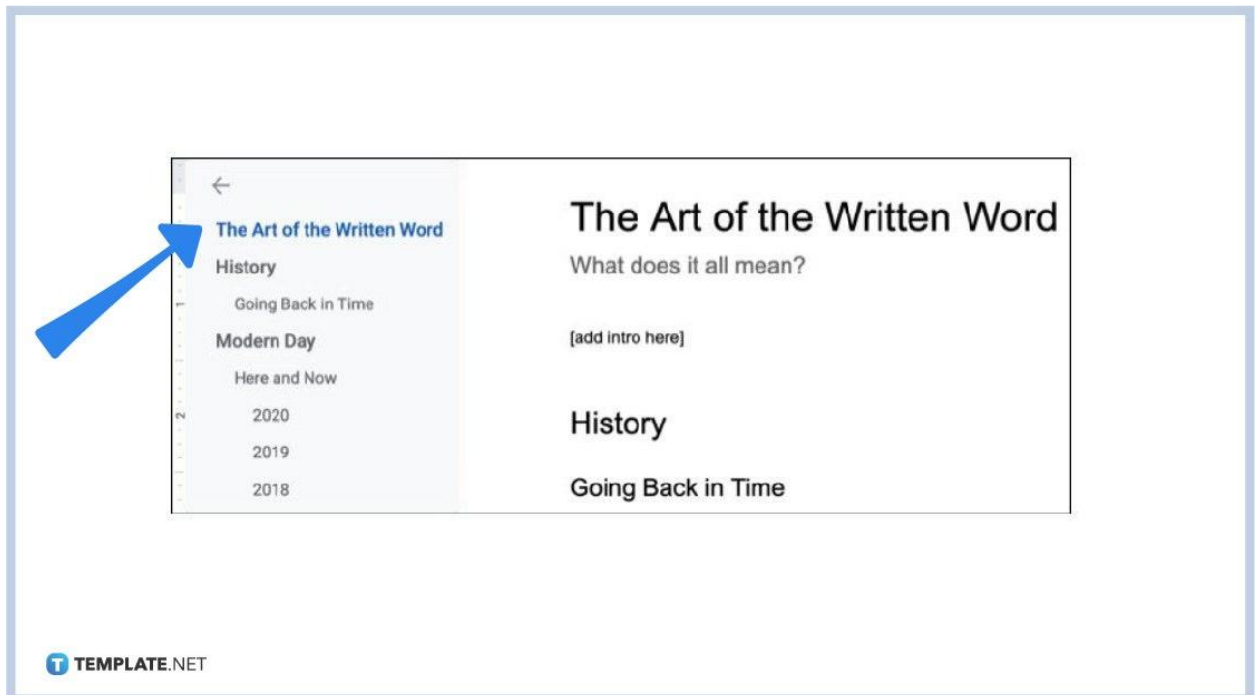 The Art of the Written Word
History
Going Back in Time
Modern Day
Here and Now
2020
2019
2018
1
2
The Art of the Written Word
What does it all mean?
[add intro here]
History
Going Back in Time
T TEMPLATE.NET